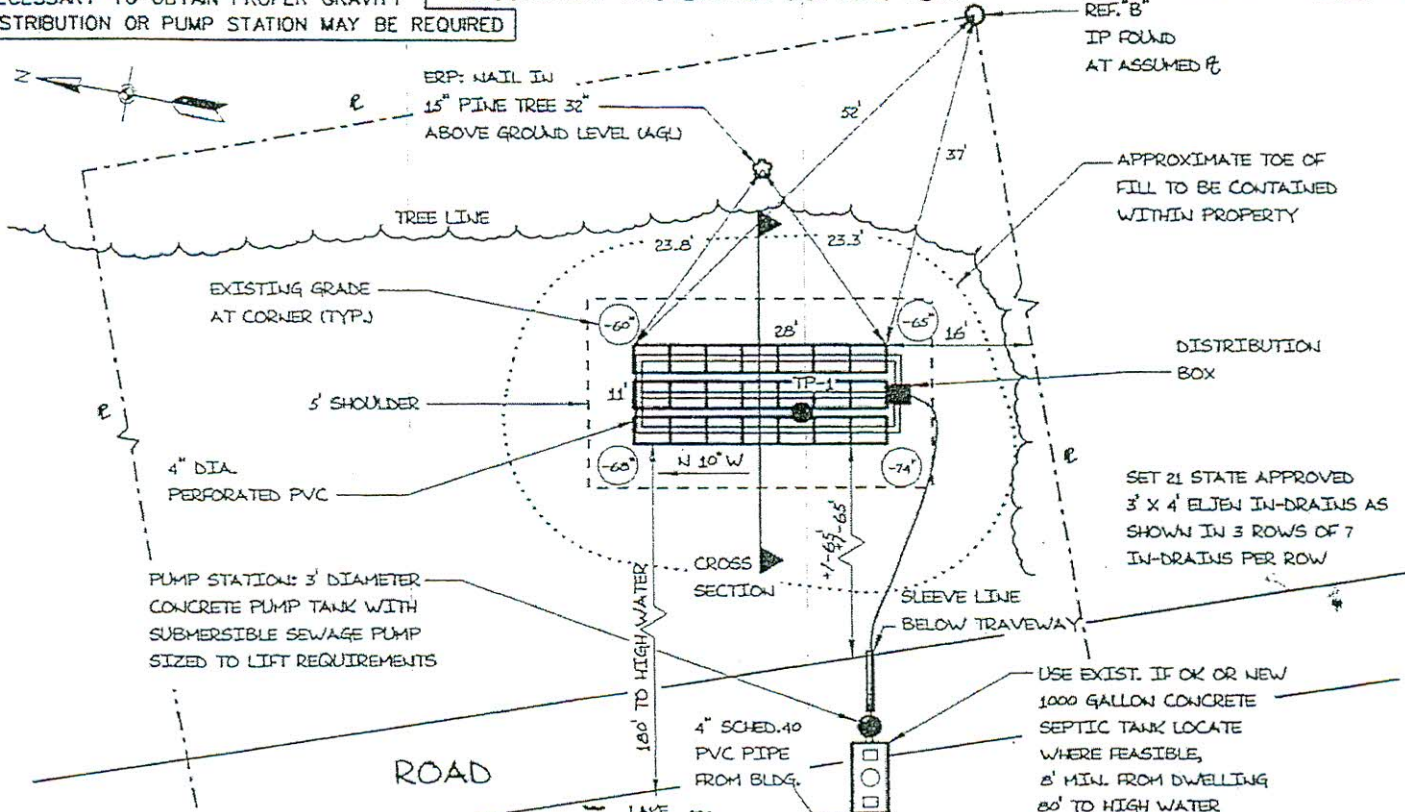 ECESSARY TO OBTAIN PROPER GRAVITY
STRIBUTION OR PUMP STATION MAY BE REQUIRED
REF. "B"
IP FOUND
AT ASSUMED ⅊
N
ERP: NAIL IN
15" PINE TREE 32"
ABOVE GROUND LEVEL (AGL)
⅊
52'
37'
APPROXIMATE TOE OF
FILL TO BE CONTAINED
WITHIN PROPERTY
TREE LINE
23.8'
23.3'
EXISTING GRADE
AT CORNER (TYP.)
-60"
28'
-65"
16'
DISTRIBUTION
BOX
TP-1
11'
5' SHOULDER
⅊
⅊
4" DIA.
PERFORATED PVC
-68"
N 10° W
-74"
SET 21 STATE APPROVED
3' X 4' ELJEN IN-DRAINS AS
SHOWN IN 3 ROWS OF 7
IN-DRAINS PER ROW
+/-65'
+/-65'
CROSS
SECTION
PUMP STATION: 3' DIAMETER
CONCRETE PUMP TANK WITH
SUBMERSIBLE SEWAGE PUMP
SIZED TO LIFT REQUIREMENTS
180' TO HIGH WATER
SLEEVE LINE
BELOW TRAVEWAY
USE EXIST. IF OK OR NEW
1000 GALLON CONCRETE
SEPTIC TANK LOCATE
WHERE FEASIBLE,
8' MIN. FROM DWELLING
80' TO HIGH WATER
4" SCHED.40
PVC PIPE
FROM BLDG.
ROAD
LAKE